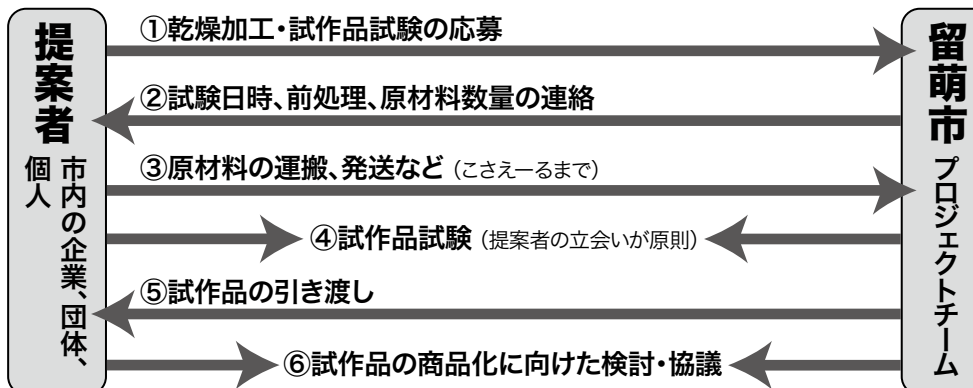 提案者
市内の企業、団体、
個人
①乾燥加工・試作品試験の応募
②試験日時、前処理、原材料数量の連絡
③原材料の運搬、発送など（こさえーるまで）
④試作品試験（提案者の立会いが原則）
⑤試作品の引き渡し
⑥試作品の商品化に向けた検討・協議
留萌市
プロジェクトチーム